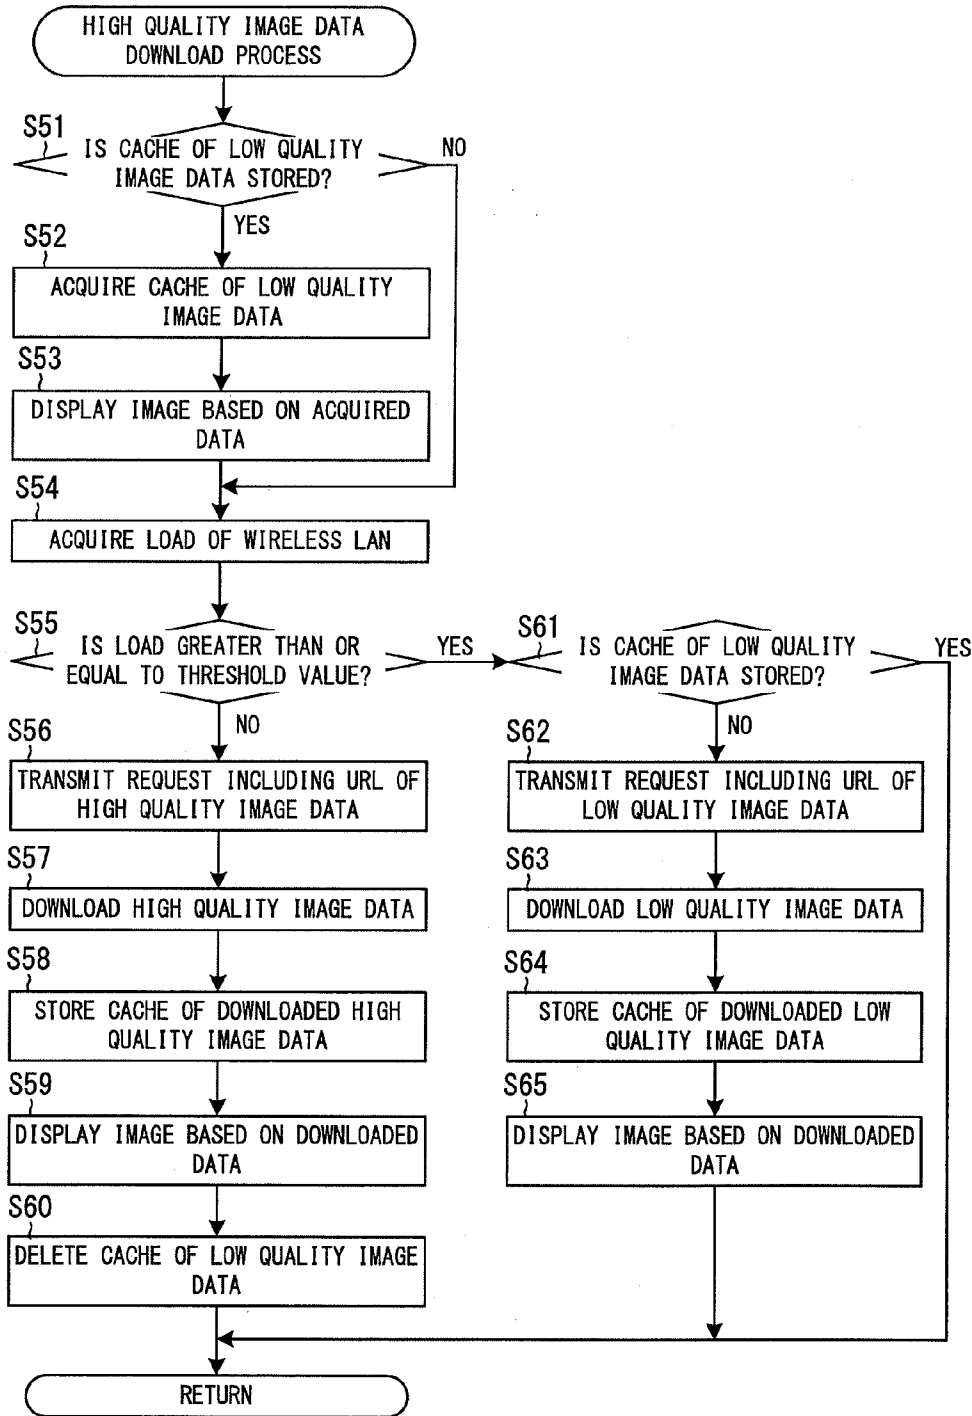 HIGH QUALITY IMAGE DATA
DOWNLOAD PROCESS
S51
IS CACHE OF LOW QUALITY
IMAGE DATA STORED?
NO
YES
S52
ACQUIRE CACHE OF LOW QUALITY
IMAGE DATA
S53
DISPLAY IMAGE BASED ON ACQUIRED
DATA
S54
ACQUIRE LOAD OF WIRELESS LAN
S55
IS LOAD GREATER THAN OR
EQUAL TO THRESHOLD VALUE?
YES
NO
S56
TRANSMIT REQUEST INCLUDING URL OF
HIGH QUALITY IMAGE DATA
S57
DOWNLOAD HIGH QUALITY IMAGE DATA
S58
STORE CACHE OF DOWNLOADED HIGH
QUALITY IMAGE DATA
S59
DISPLAY IMAGE BASED ON DOWNLOADED
DATA
S60
DELETE CACHE OF LOW QUALITY IMAGE
DATA
S61
IS CACHE OF LOW QUALITY
IMAGE DATA STORED?
YES
NO
S62
TRANSMIT REQUEST INCLUDING URL OF
LOW QUALITY IMAGE DATA
S63
DOWNLOAD LOW QUALITY IMAGE DATA
S64
STORE CACHE OF DOWNLOADED LOW
QUALITY IMAGE DATA
S65
DISPLAY IMAGE BASED ON DOWNLOADED
DATA
RETURN